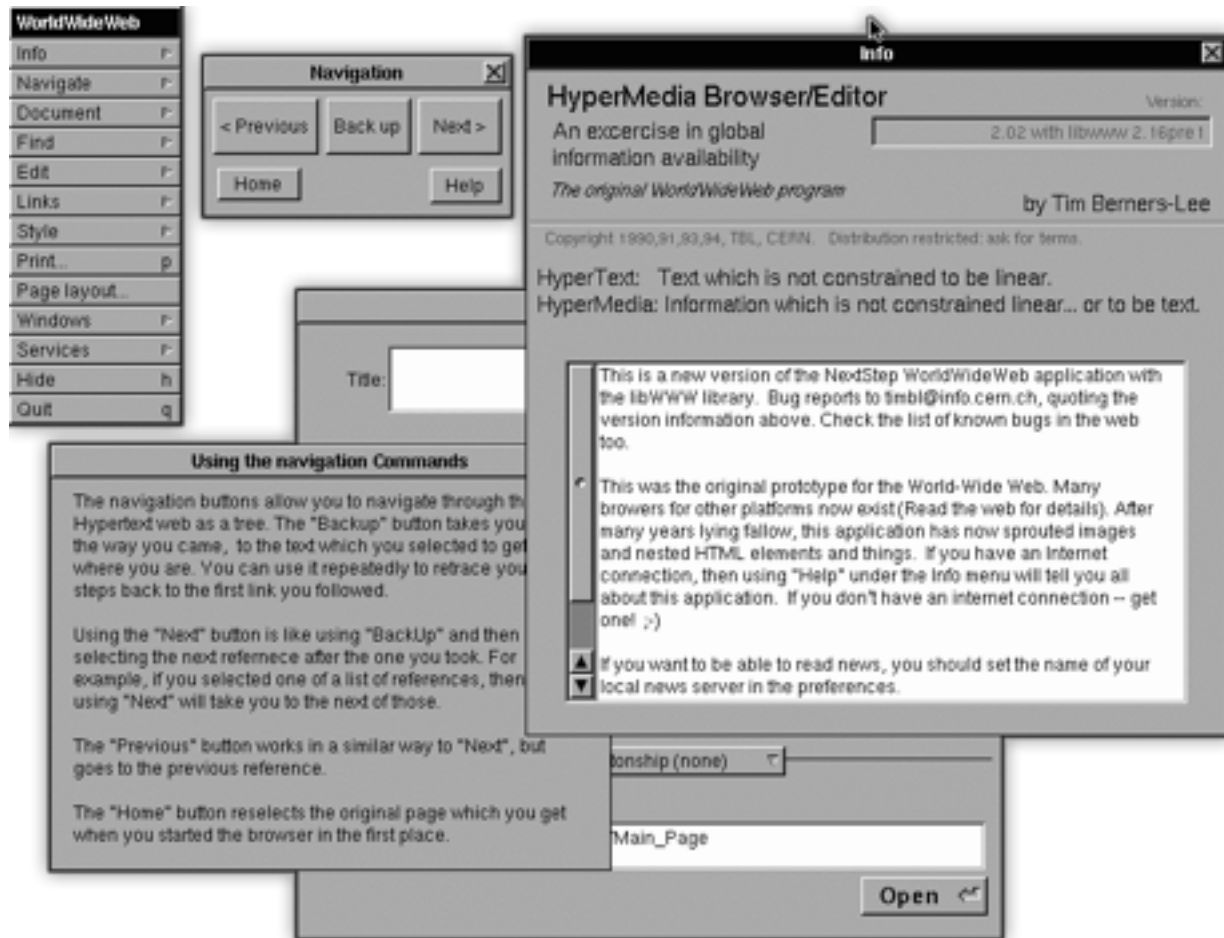 WorldWideWeb
Info
Navigate
Document
Find
Edit
Links
Style
Print... p
Page layout...
Windows
Services
Hide h
Quit q
Navigation
< Previous Back up Next >
Home Help
Info
HyperMedia Browser/Editor
Version:
An excercise in global
information availability
2.02 with libwww 2.16pre1
The original WorldWideWeb program
by Tim Berners-Lee
Copyright 1990,91,93,94, TBL, CERN. Distribution restricted: ask for terms.
HyperText: Text which is not constrained to be linear.
HyperMedia: Information which is not constrained linear... or to be text.
This is a new version of the NextStep WorldWideWeb application with
the libWWW library. Bug reports to timbl@info.cern.ch, quoting the
version information above. Check the list of known bugs in the web
too.
This was the original prototype for the World-Wide Web. Many
browers for other platforms now exist (Read the web for details). After
many years lying fallow, this application has now sprouted images
and nested HTML elements and things. If you have an Internet
connection, then using "Help" under the Info menu will tell you all
about this application. If you don't have an internet connection -- get
one! ;-)
If you want to be able to read news, you should set the name of your
local news server in the preferences.
Title:
Using the navigation Commands
The navigation buttons allow you to navigate through th
Hypertext web as a tree. The "Backup" button takes you
the way you came, to the text which you selected to get
where you are. You can use it repeatedly to retrace you
steps back to the first link you followed.
Using the "Next" button is like using "BackUp" and then
selecting the next refernece after the one you took. For
example, if you selected one of a list of references, then
using "Next" will take you to the next of those.
The "Previous" button works in a similar way to "Next", but
goes to the previous reference.
The "Home" button reselects the original page which you get
when you started the browser in the first place.
tonship (none)
/Main_Page
Open